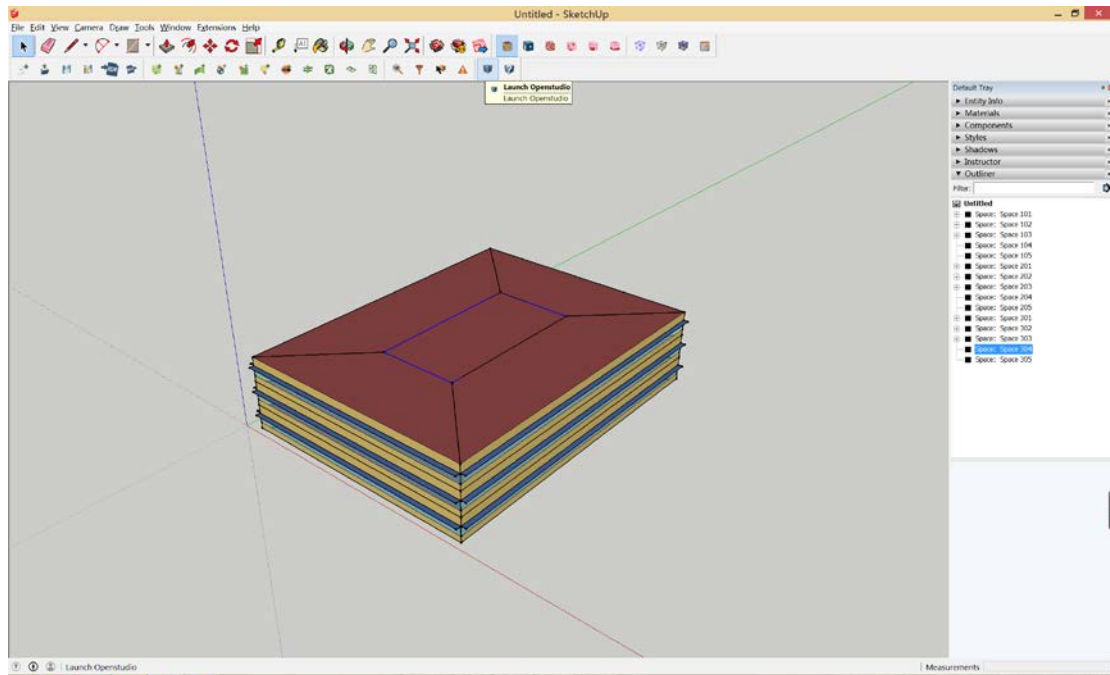 Untitled - SketchUp
File Edit View Camera Draw Tools Window Extensions Help
Launch Openstudio
Launch Openstudio
Default Tray
Entity Info
Materials
Components
Styles
Shadows
Instructor
Outliner
Filter:
Untitled
Space: Space 101
Space: Space 102
Space: Space 103
Space: Space 104
Space: Space 105
Space: Space 201
Space: Space 202
Space: Space 203
Space: Space 204
Space: Space 205
Space: Space 301
Space: Space 302
Space: Space 303
Space: Space 304
Space: Space 305
Launch Openstudio
Measurements